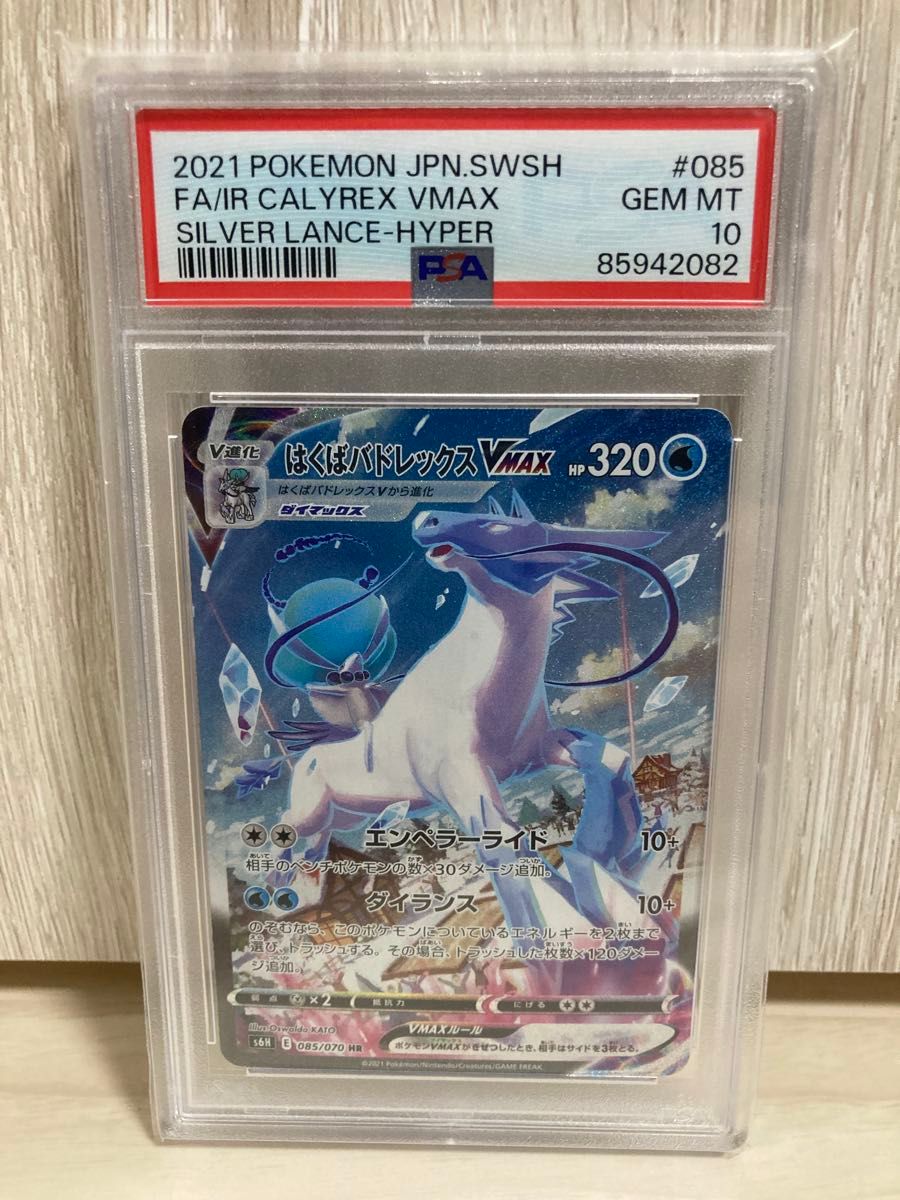 2021 POKEMON JPN.SWSH #085
FA/IR CALYREX VMAX GEM MT
SILVER LANCE-HYPER 10
PSA 85942082
V進化 はくばバドレックスVMAX HP320
はくばバドレックスVから進化
ダイマックス
エンペラーライド 10+
相手のベンチポケモンの数×30ダメージ追加。
ダイランス 10+
のぞむなら、このポケモンについているエネルギーを2枚まで
選び、トラッシュする。その場合、トラッシュした枚数×120ダメー
ジ追加。
弱点 ×2 抵抗力 にげる
Illus. Oswaldo KATO
VMAXルール
s6H E 085/070 HR
ポケモンVMAXがきぜつしたとき、相手はサイドを3枚とる。
©2021 Pokémon/Nintendo/Creatures/GAME FREAK